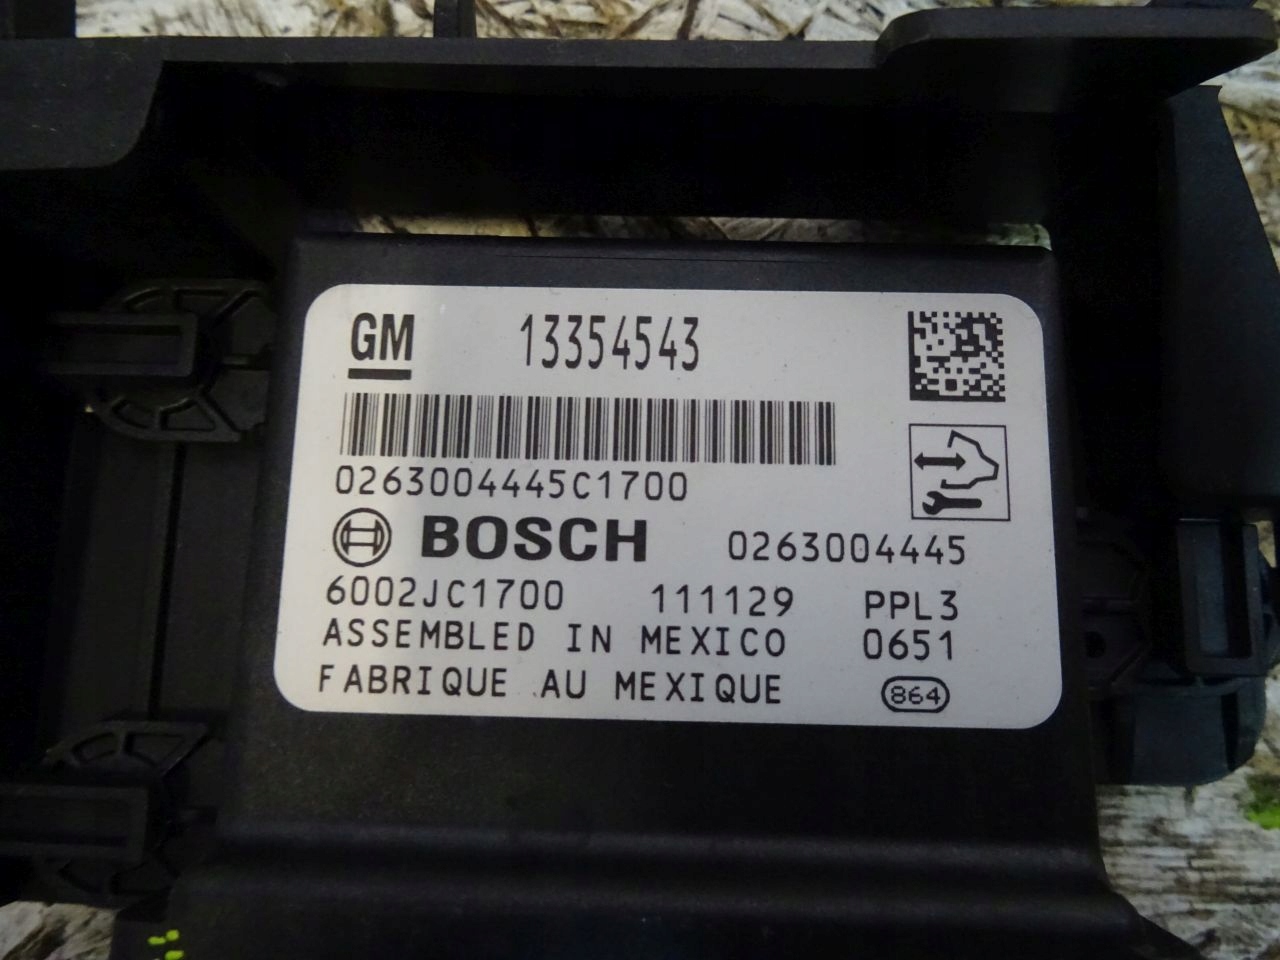 GM 13354543
0263004445C1700
BOSCH 0263004445
6002JC1700 111129 PPL3
ASSEMBLED IN MEXICO 0651
FABRIQUE AU MEXIQUE 864